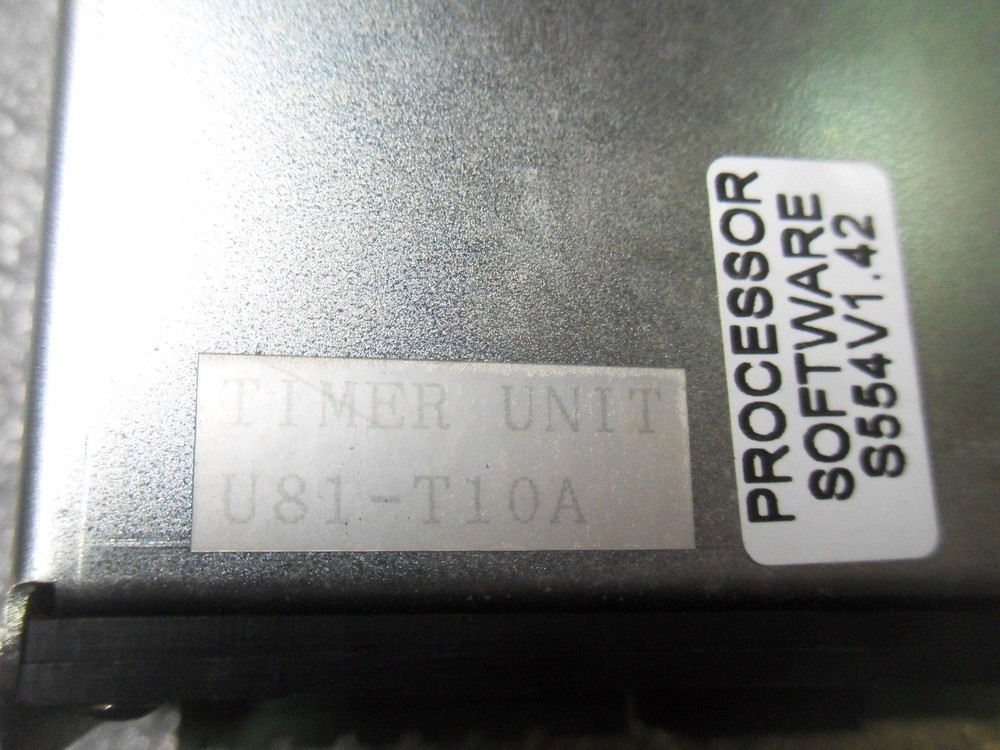 TIMER UNIT
U81-T10A
PROCESSOR
SOFTWARE
S554V1.42